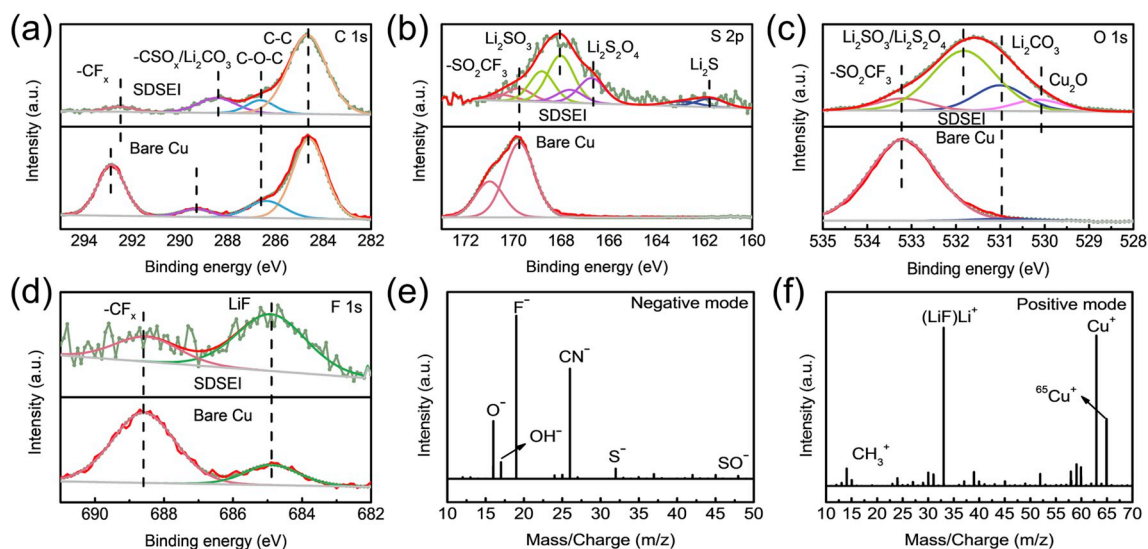 (a)
C 1s
C-C
-CSOₓ/Li₂CO₃ C-O-C
-CFₓ
SDSEI
Bare Cu
Intensity (a.u.)
294 292 290 288 286 284 282
Binding energy (eV)
(b)
S 2p
Li₂SO₃
Li₂S₂O₄
-SO₂CF₃
Li₂S
SDSEI
Bare Cu
Intensity (a.u.)
172 170 168 166 164 162 160
Binding energy (eV)
(c)
O 1s
Li₂SO₃/Li₂S₂O₄
Li₂CO₃
-SO₂CF₃
Cu₂O
SDSEI
Bare Cu
Intensity (a.u.)
535 534 533 532 531 530 529 528
Binding energy (eV)
(d)
F 1s
-CFₓ
LiF
SDSEI
Bare Cu
Intensity (a.u.)
690 688 686 684 682
Binding energy (eV)
(e)
Negative mode
F⁻
CN⁻
O⁻
OH⁻
S⁻
SO⁻
Intensity (a.u.)
10 15 20 25 30 35 40 45 50
Mass/Charge (m/z)
(f)
Positive mode
(LiF)Li⁺
Cu⁺
⁶⁵Cu⁺
CH₃⁺
Intensity (a.u.)
10 15 20 25 30 35 40 45 50 55 60 65 70
Mass/Charge (m/z)